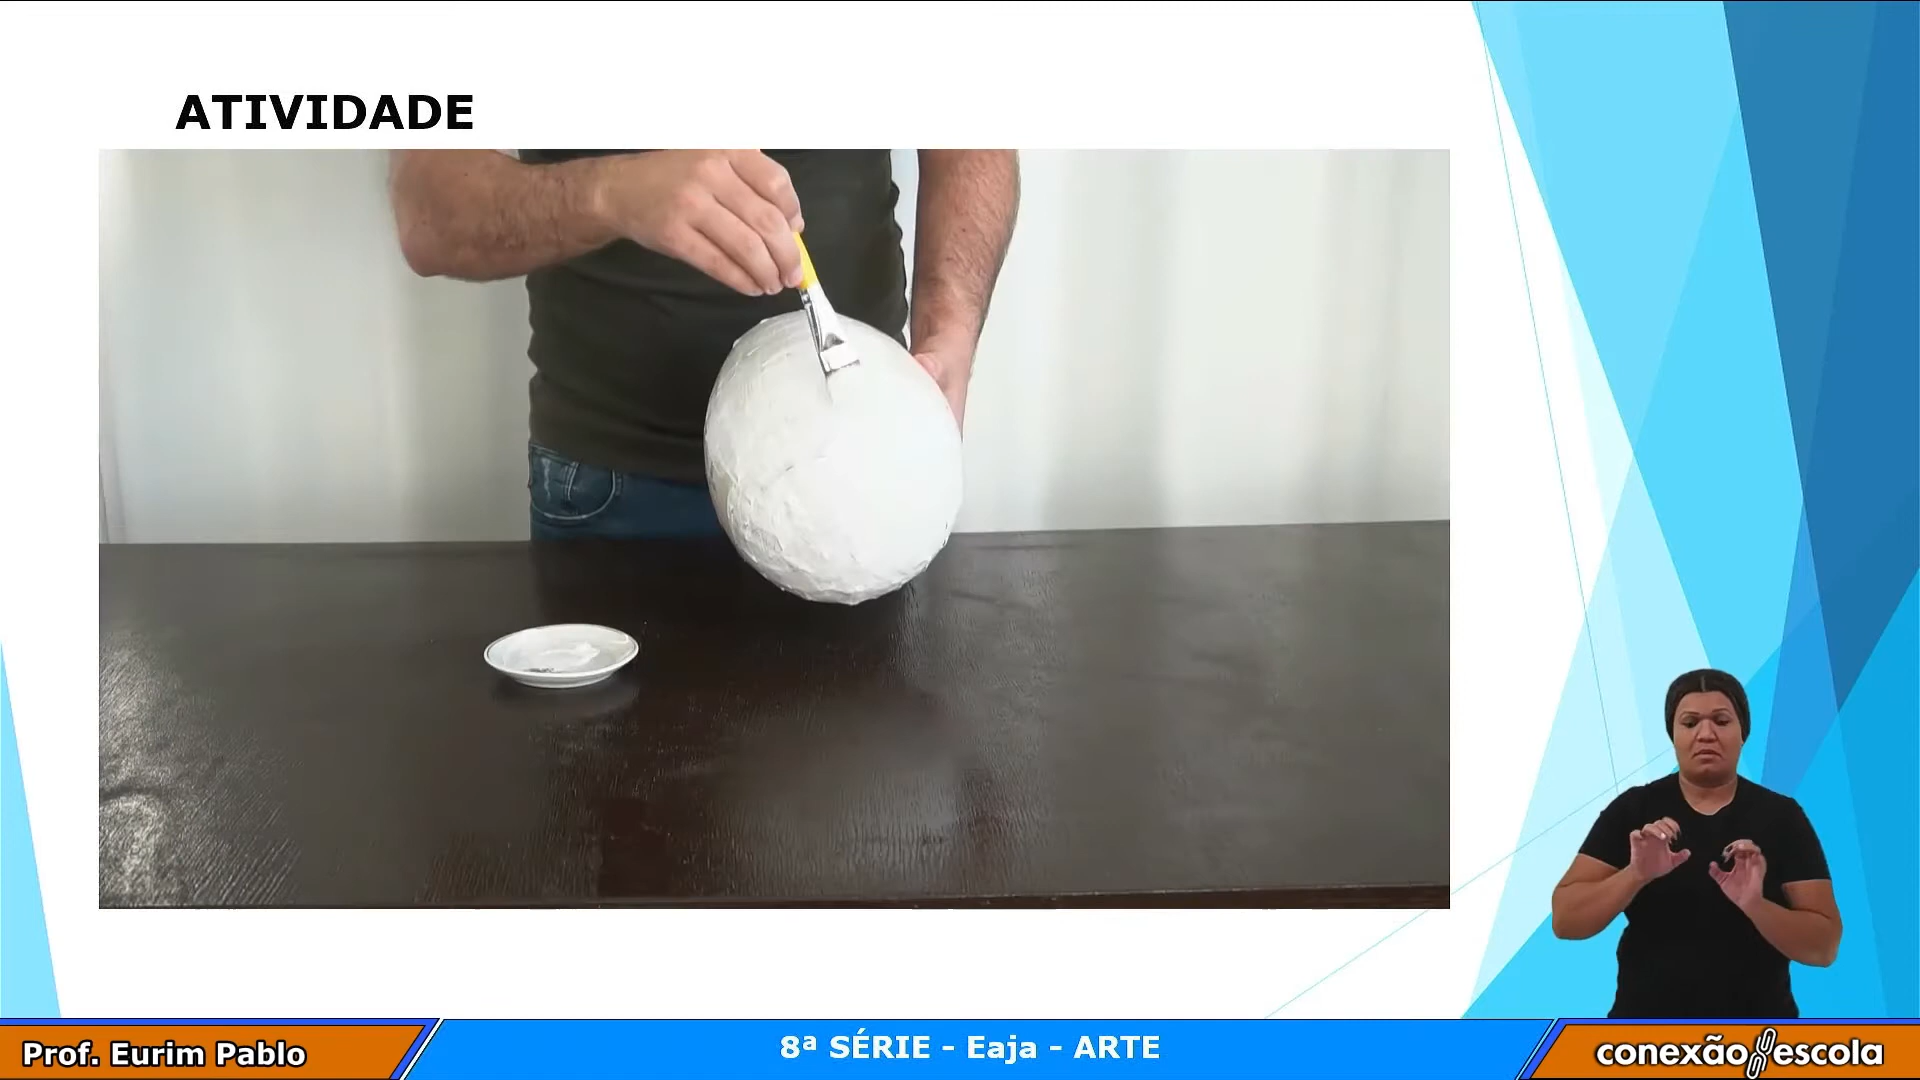 ATIVIDADE
Prof. Eurim Pablo
8ª SÉRIE - Eaja - ARTE
conexão escola